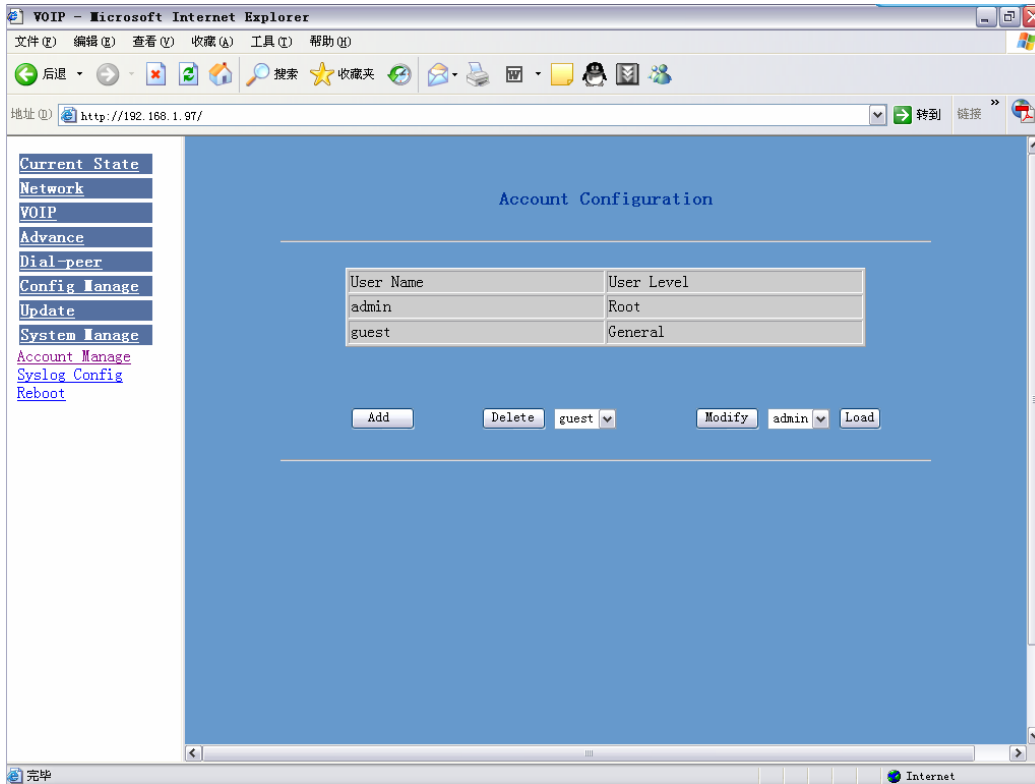 VOIP - Microsoft Internet Explorer
文件(F) 编辑(E) 查看(V) 收藏(A) 工具(T) 帮助(H)
后退 搜索 收藏夹
地址(D) http://192.168.1.97/ 转到 链接 »
Current State
Network
VOIP
Advance
Dial-peer
Config Manage
Update
System Manage
Account Manage
Syslog Config
Reboot
Account Configuration
User Name User Level
admin Root
guest General
Add Delete guest Modify admin Load
完毕 Internet